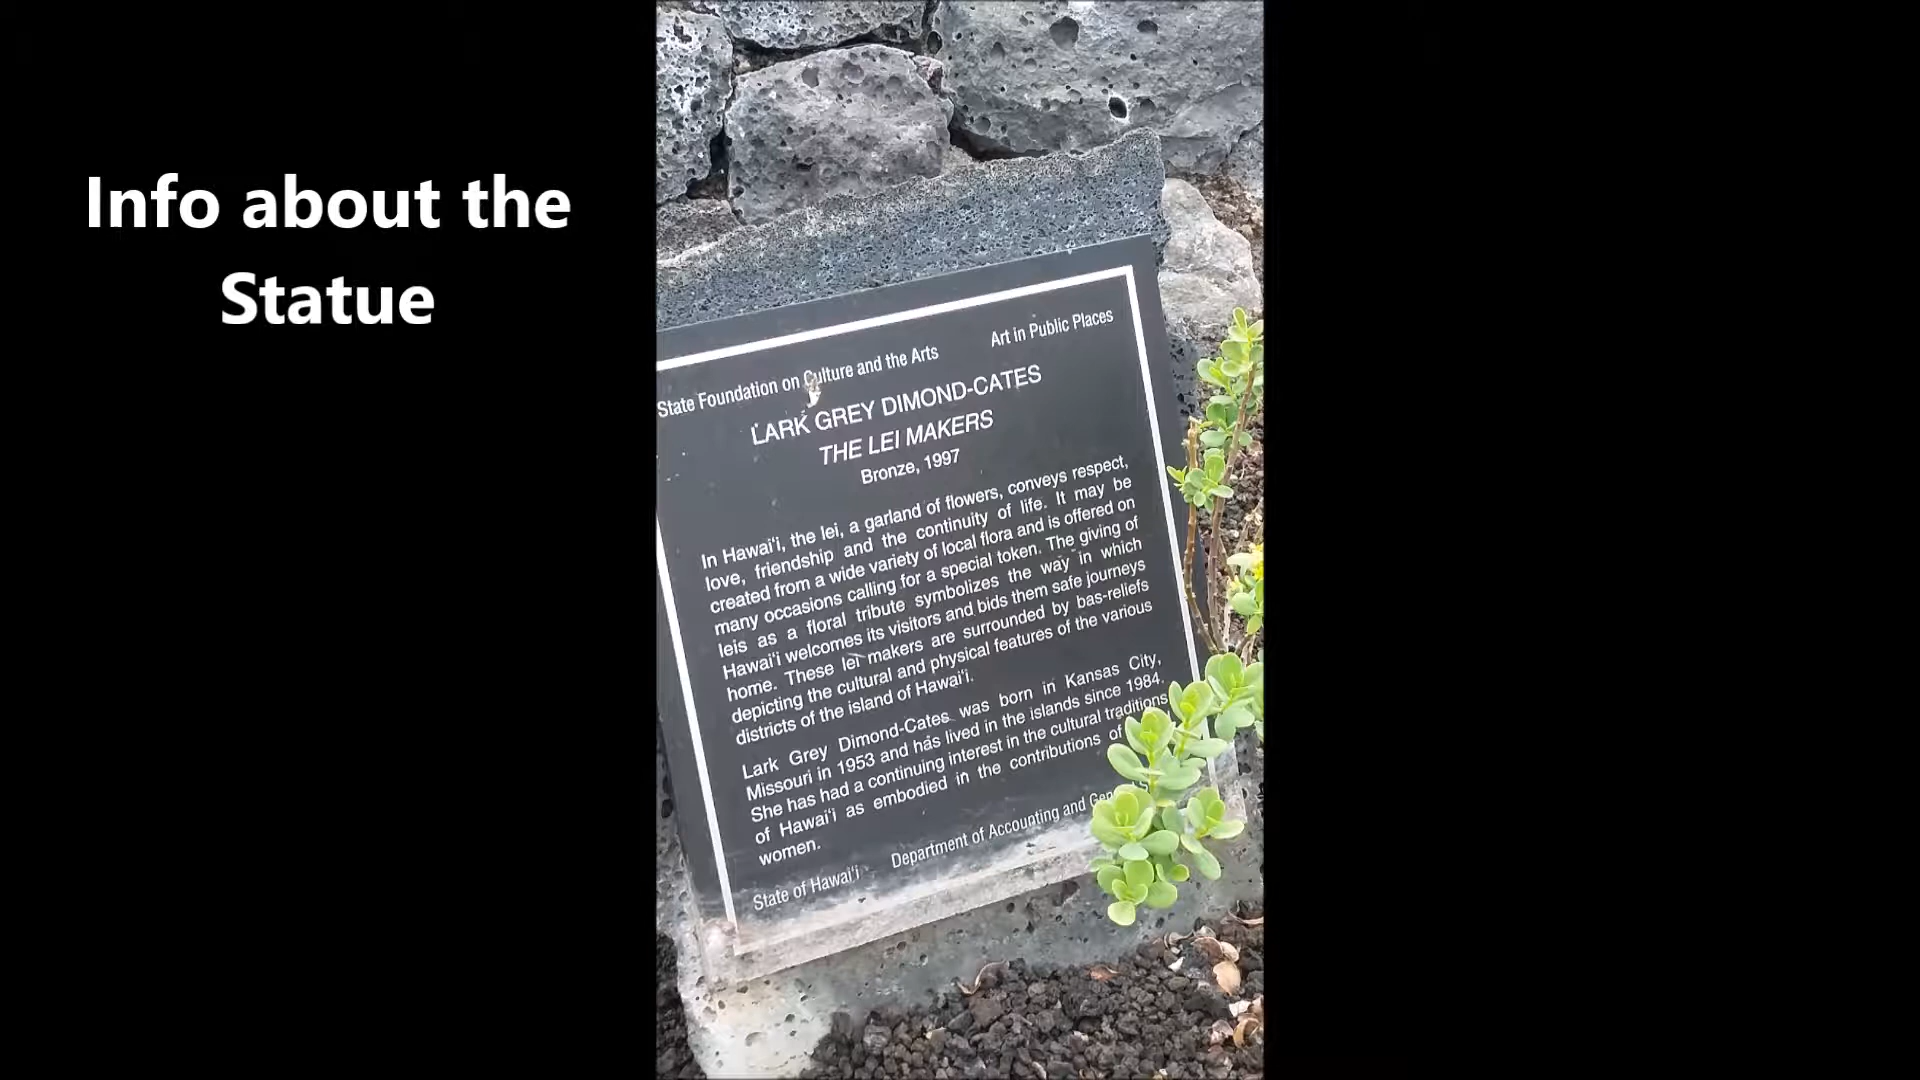 Info about the
Statue
State Foundation on Culture and the Arts
Art in Public Places
LARK GREY DIMOND-CATES
THE LEI MAKERS
Bronze, 1997
In Hawai‘i, the lei, a garland of flowers, conveys respect,
love, friendship and the continuity of life. It may be
created from a wide variety of local flora and is offered on
many occasions calling for a special token. The giving of
leis as a floral tribute symbolizes the way in which
Hawai‘i welcomes its visitors and bids them safe journeys
home. These lei makers are surrounded by bas-reliefs
depicting the cultural and physical features of the various
districts of the island of Hawai‘i.
Lark Grey Dimond-Cates was born in Kansas City,
Missouri in 1953 and has lived in the islands since 1984.
She has had a continuing interest in the cultural traditions
of Hawai‘i as embodied in the contributions of
women.
State of Hawai‘i
Department of Accounting and